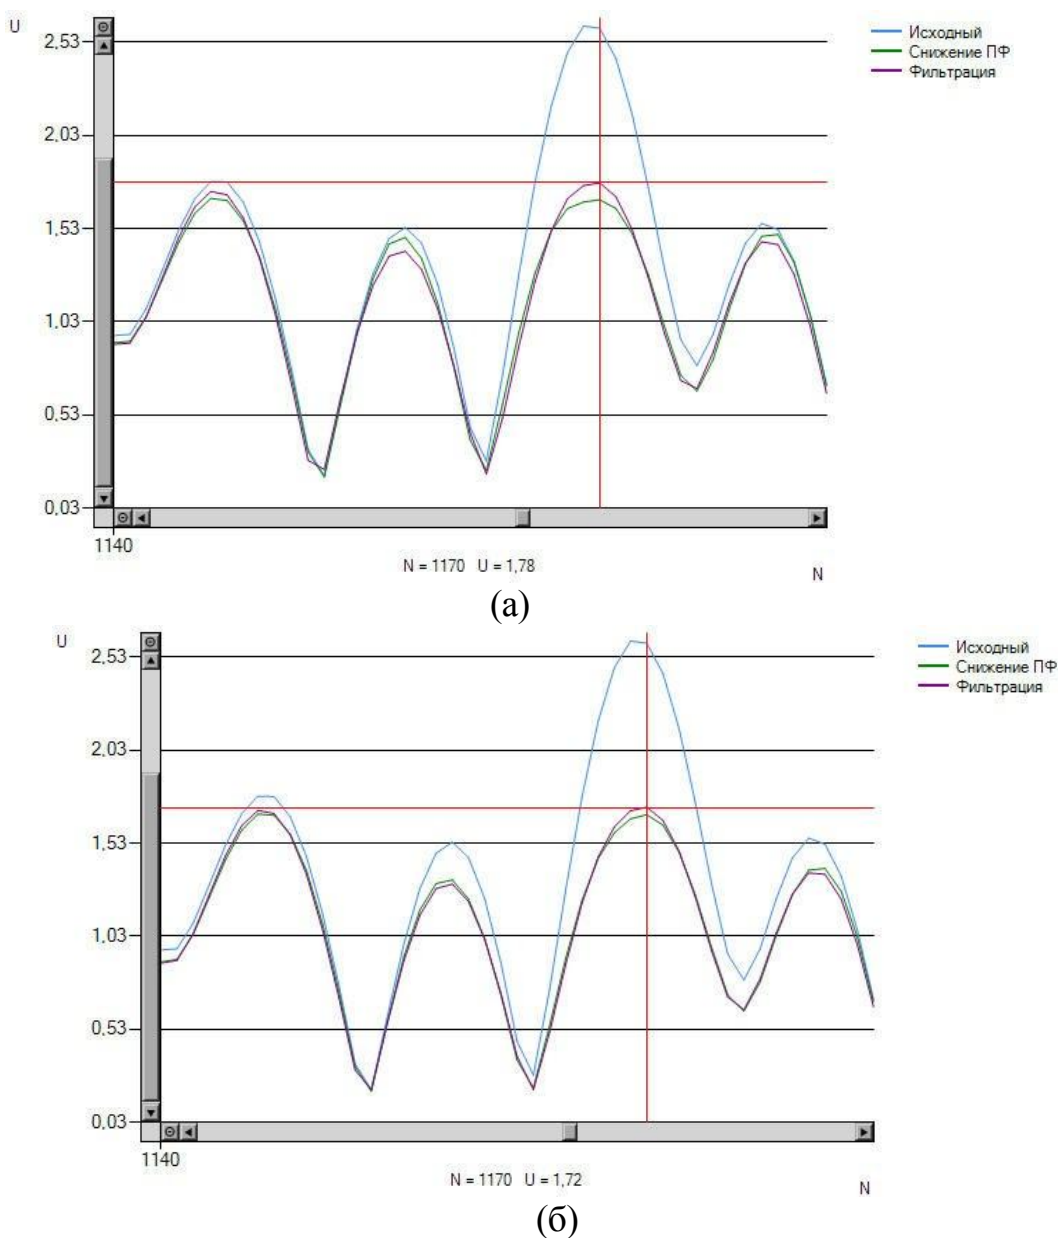 U
2,53
2,03
1,53
1,03
0,53
0,03
Исходный
Снижение ПФ
Фильтрация
1140
N = 1170 U = 1,78
N
(а)
U
2,53
2,03
1,53
1,03
0,53
0,03
Исходный
Снижение ПФ
Фильтрация
1140
N = 1170 U = 1,72
N
(б)